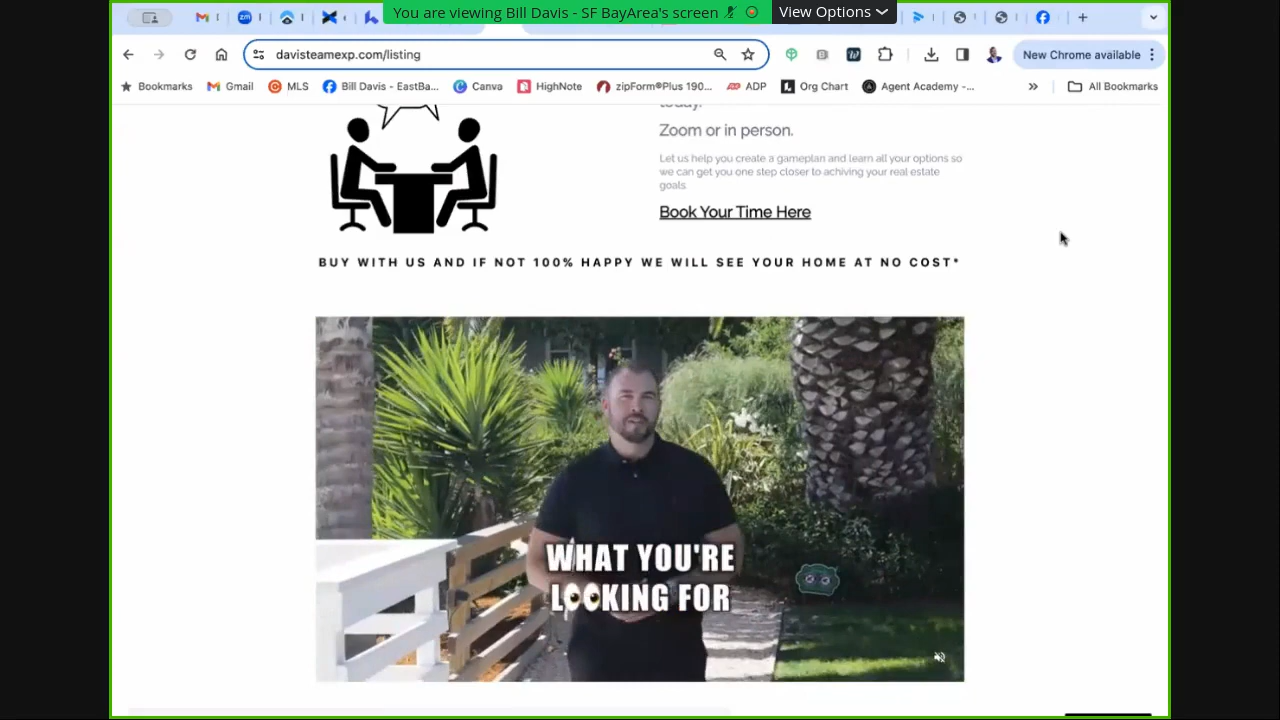 You are viewing Bill Davis - SF BayArea's screen
View Options
davisteamexp.com/listing
New Chrome available
Bookmarks
Gmail
MLS
Bill Davis - EastBa...
Canva
HighNote
zipForm®Plus 190...
ADP
Org Chart
Agent Academy -...
All Bookmarks
today.
Zoom or in person.
Let us help you create a gameplan and learn all your options so
we can get you one step closer to achiving your real estate
goals
Book Your Time Here
BUY WITH US AND IF NOT 100% HAPPY WE WILL SEE YOUR HOME AT NO COST*
WHAT YOU'RE
LOOKING FOR